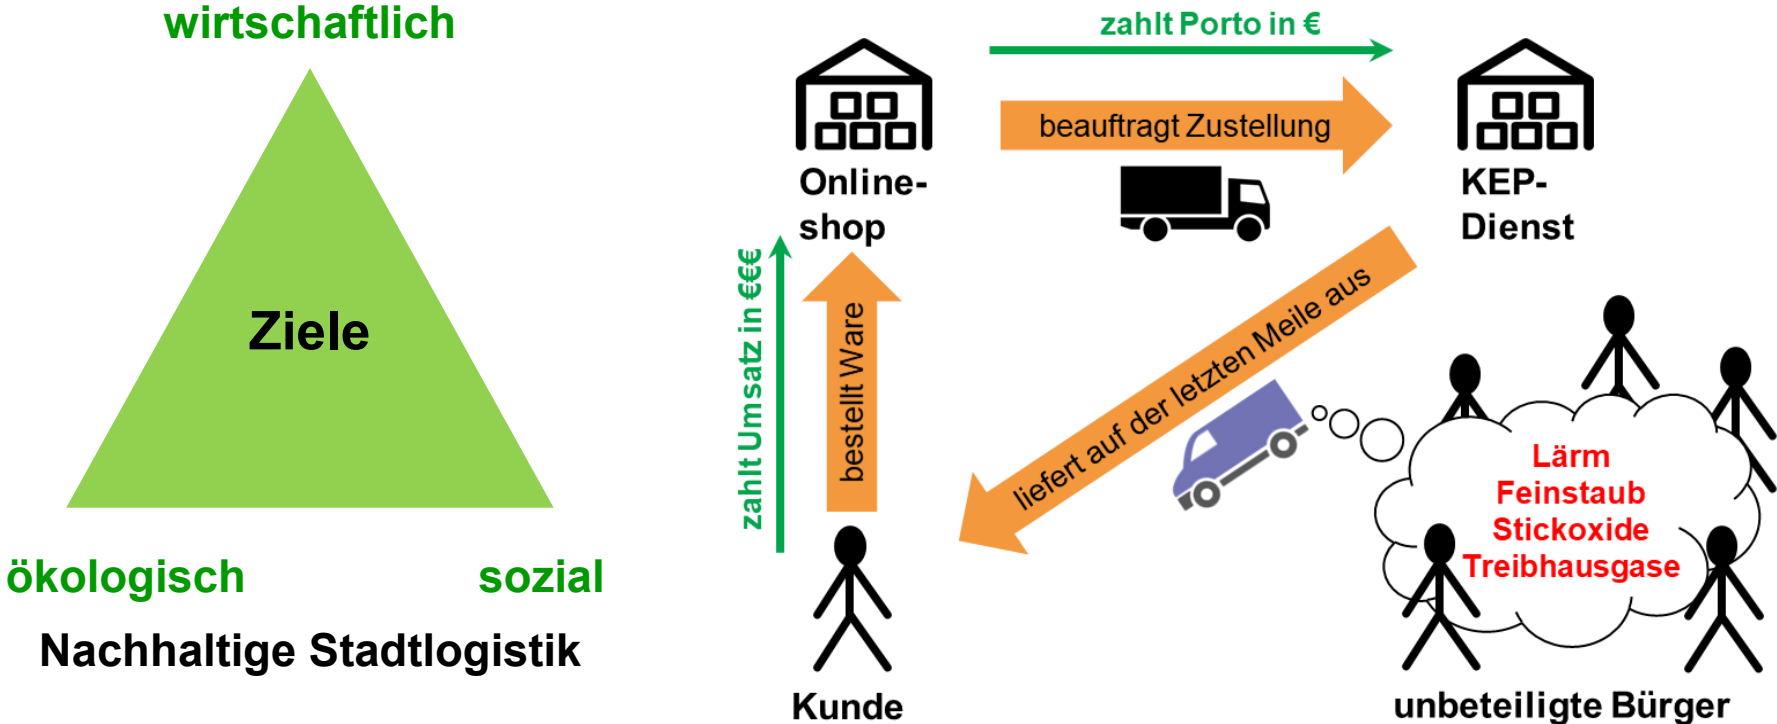 wirtschaftlich
Ziele
ökologisch
sozial
Nachhaltige Stadtlogistik
zahlt Porto in €
beauftragt Zustellung
Online-
shop
KEP-
Dienst
zahlt Umsatz in €€€
bestellt Ware
liefert auf der letzten Meile aus
Lärm
Feinstaub
Stickoxide
Treibhausgase
Kunde
unbeteiligte Bürger